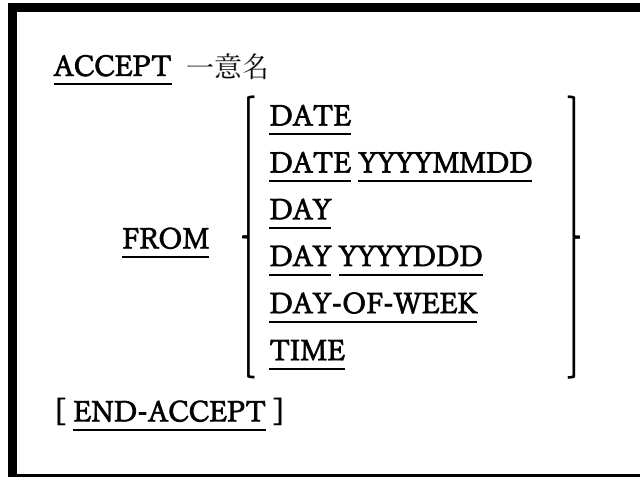 ACCEPT 一意名
DATE
DATE YYYYMMDD
DAY
FROM
DAY YYYYDDD
DAY-OF-WEEK
TIME
[ END-ACCEPT ]